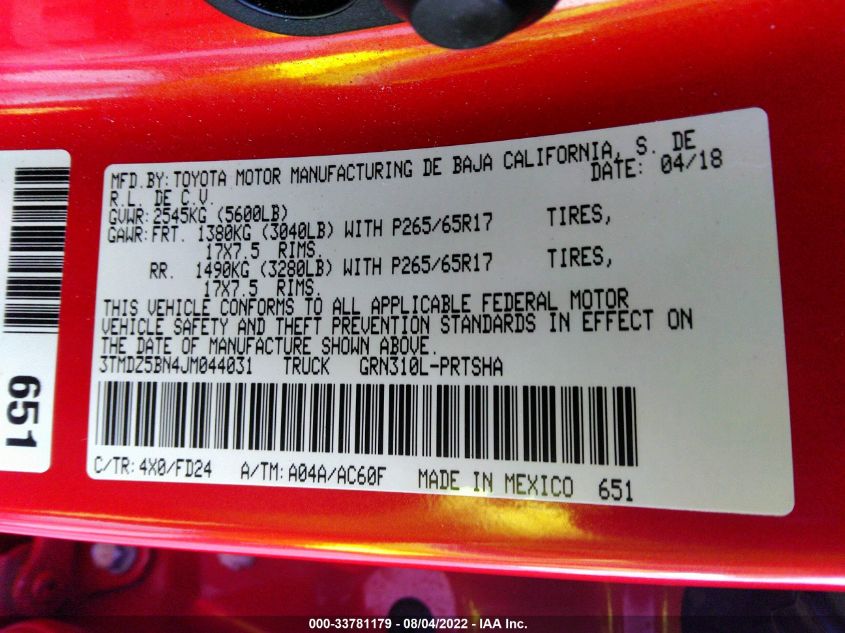 MFD. BY: TOYOTA MOTOR MANUFACTURING DE BAJA CALIFORNIA, S. DE
R.L. DE C.V.
DATE: 04/18
GVWR: 2545KG (5600LB)
GAWR: FRT. 1380KG (3040LB) WITH P265/65R17 TIRES,
17X7.5 RIMS.
RR. 1490KG (3280LB) WITH P265/65R17 TIRES,
17X7.5 RIMS.
THIS VEHICLE CONFORMS TO ALL APPLICABLE FEDERAL MOTOR
VEHICLE SAFETY AND THEFT PREVENTION STANDARDS IN EFFECT ON
THE DATE OF MANUFACTURE SHOWN ABOVE.
3TMDZ5BN4JM044031 TRUCK GRN310L-PRTSHA
C/TR: 4X0/FD24 A/TM: A04A/AC60F MADE IN MEXICO 651
651
000-33781179 - 08/04/2022 - IAA Inc.